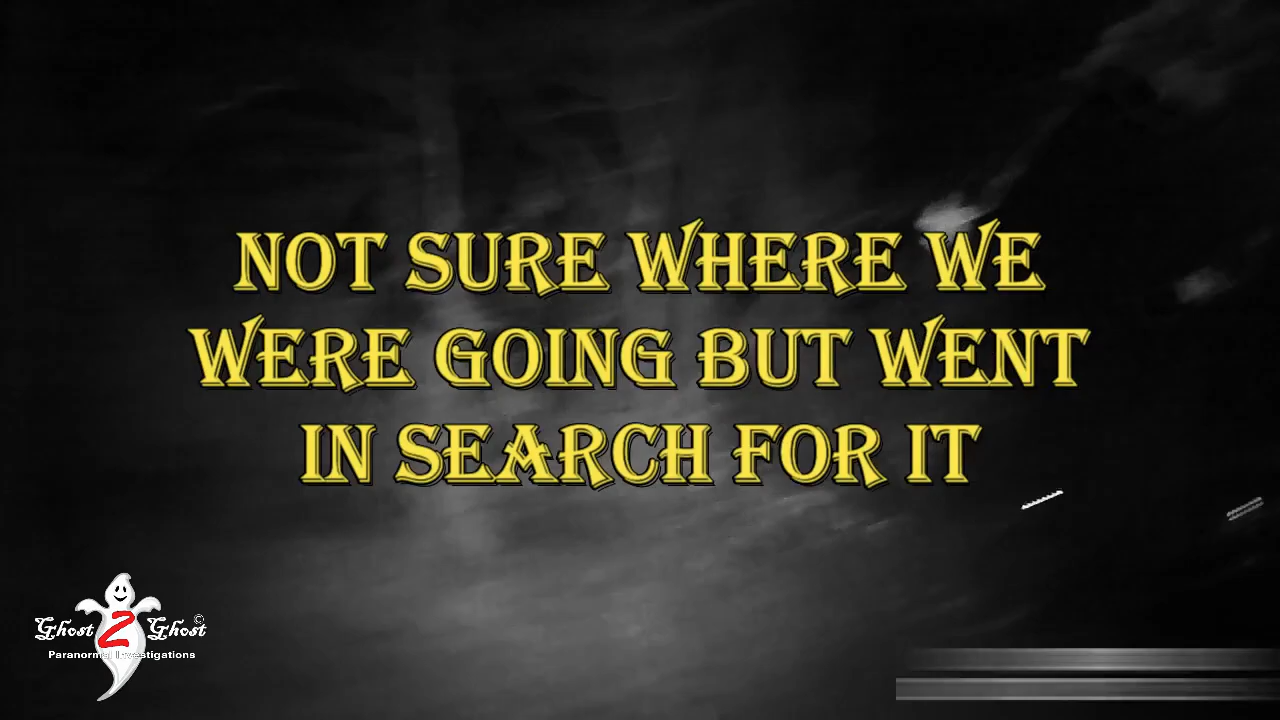 NOT SURE WHERE WE
WERE GOING BUT WENT
IN SEARCH FOR IT
Ghost 2 Ghost©
Paranormal Investigations